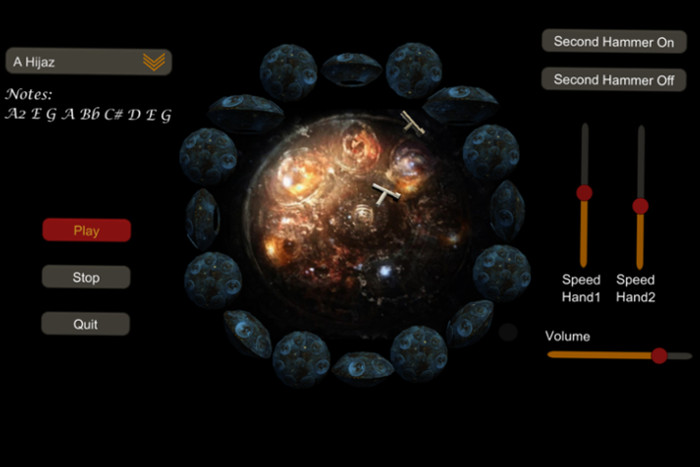 A Hijaz
Notes:
A2 E G A Bb C# D E G
Play
Stop
Quit
Second Hammer On
Second Hammer Off
Speed
Hand1
Speed
Hand2
Volume